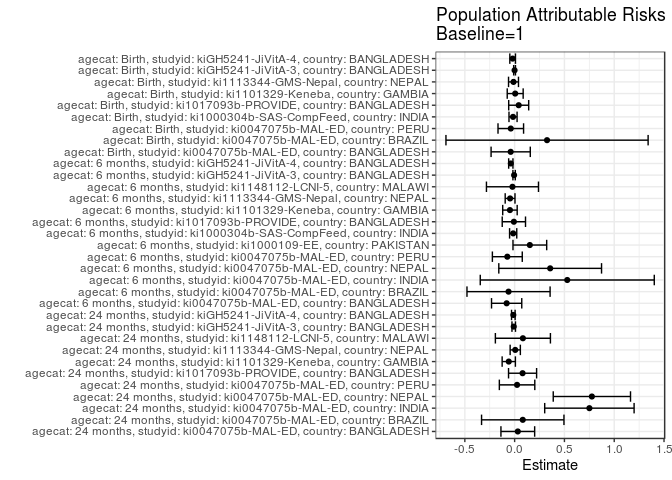 Population Attributable Risks
Baseline=1
agecat: Birth, studyid: kiGH5241-JiVitA-4, country: BANGLADESH
agecat: Birth, studyid: kiGH5241-JiVitA-3, country: BANGLADESH
agecat: Birth, studyid: ki1113344-GMS-Nepal, country: NEPAL
agecat: Birth, studyid: ki1101329-Keneba, country: GAMBIA
agecat: Birth, studyid: ki1017093b-PROVIDE, country: BANGLADESH
agecat: Birth, studyid: ki1000304b-SAS-CompFeed, country: INDIA
agecat: Birth, studyid: ki0047075b-MAL-ED, country: PERU
agecat: Birth, studyid: ki0047075b-MAL-ED, country: BRAZIL
agecat: Birth, studyid: ki0047075b-MAL-ED, country: BANGLADESH
agecat: 6 months, studyid: kiGH5241-JiVitA-4, country: BANGLADESH
agecat: 6 months, studyid: kiGH5241-JiVitA-3, country: BANGLADESH
agecat: 6 months, studyid: ki1148112-LCNI-5, country: MALAWI
agecat: 6 months, studyid: ki1113344-GMS-Nepal, country: NEPAL
agecat: 6 months, studyid: ki1101329-Keneba, country: GAMBIA
agecat: 6 months, studyid: ki1017093b-PROVIDE, country: BANGLADESH
agecat: 6 months, studyid: ki1000304b-SAS-CompFeed, country: INDIA
agecat: 6 months, studyid: ki1000109-EE, country: PAKISTAN
agecat: 6 months, studyid: ki0047075b-MAL-ED, country: PERU
agecat: 6 months, studyid: ki0047075b-MAL-ED, country: NEPAL
agecat: 6 months, studyid: ki0047075b-MAL-ED, country: INDIA
agecat: 6 months, studyid: ki0047075b-MAL-ED, country: BRAZIL
agecat: 6 months, studyid: ki0047075b-MAL-ED, country: BANGLADESH
agecat: 24 months, studyid: kiGH5241-JiVitA-4, country: BANGLADESH
agecat: 24 months, studyid: kiGH5241-JiVitA-3, country: BANGLADESH
agecat: 24 months, studyid: ki1148112-LCNI-5, country: MALAWI
agecat: 24 months, studyid: ki1113344-GMS-Nepal, country: NEPAL
agecat: 24 months, studyid: ki1101329-Keneba, country: GAMBIA
agecat: 24 months, studyid: ki1017093b-PROVIDE, country: BANGLADESH
agecat: 24 months, studyid: ki0047075b-MAL-ED, country: PERU
agecat: 24 months, studyid: ki0047075b-MAL-ED, country: NEPAL
agecat: 24 months, studyid: ki0047075b-MAL-ED, country: INDIA
agecat: 24 months, studyid: ki0047075b-MAL-ED, country: BRAZIL
agecat: 24 months, studyid: ki0047075b-MAL-ED, country: BANGLADESH
-0.5 0.0 0.5 1.0 1.5
Estimate